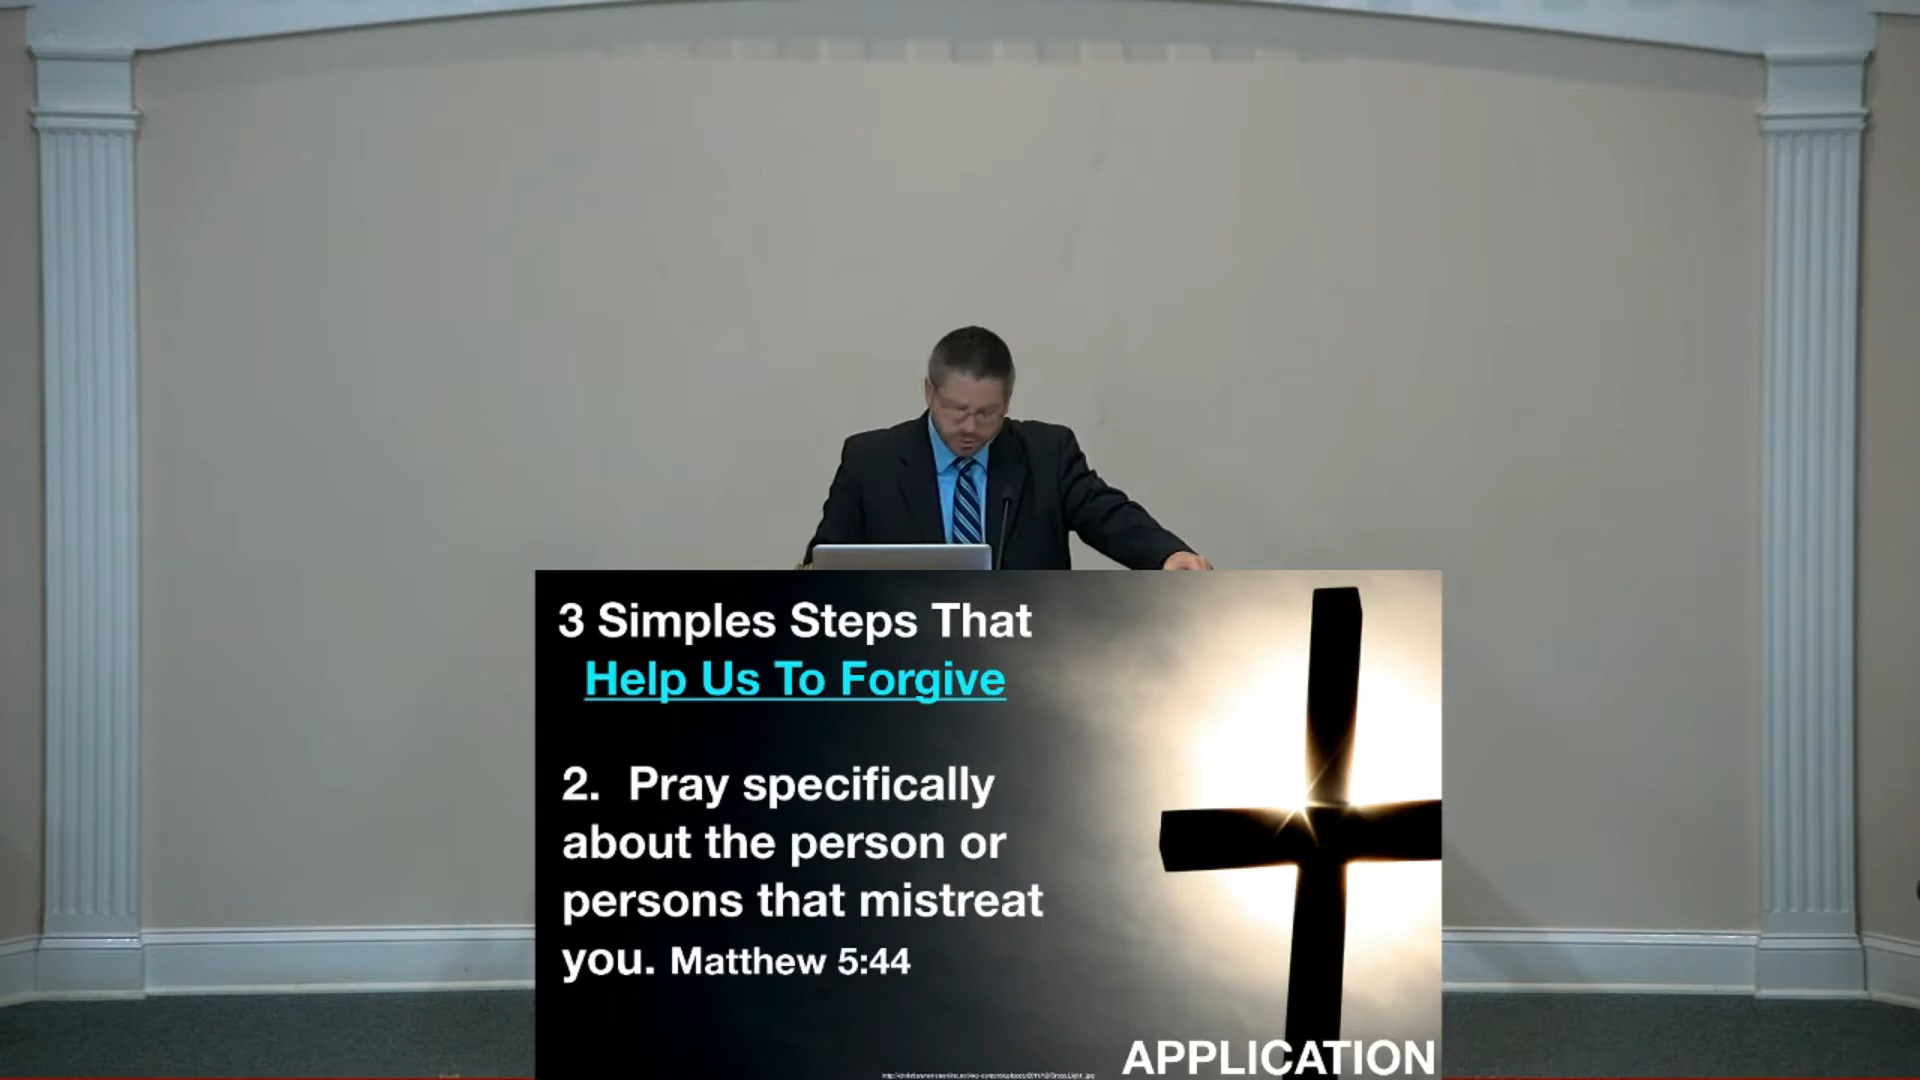 3 Simples Steps That
Help Us To Forgive
2. Pray specifically
about the person or
persons that mistreat
you. Matthew 5:44
APPLICATION